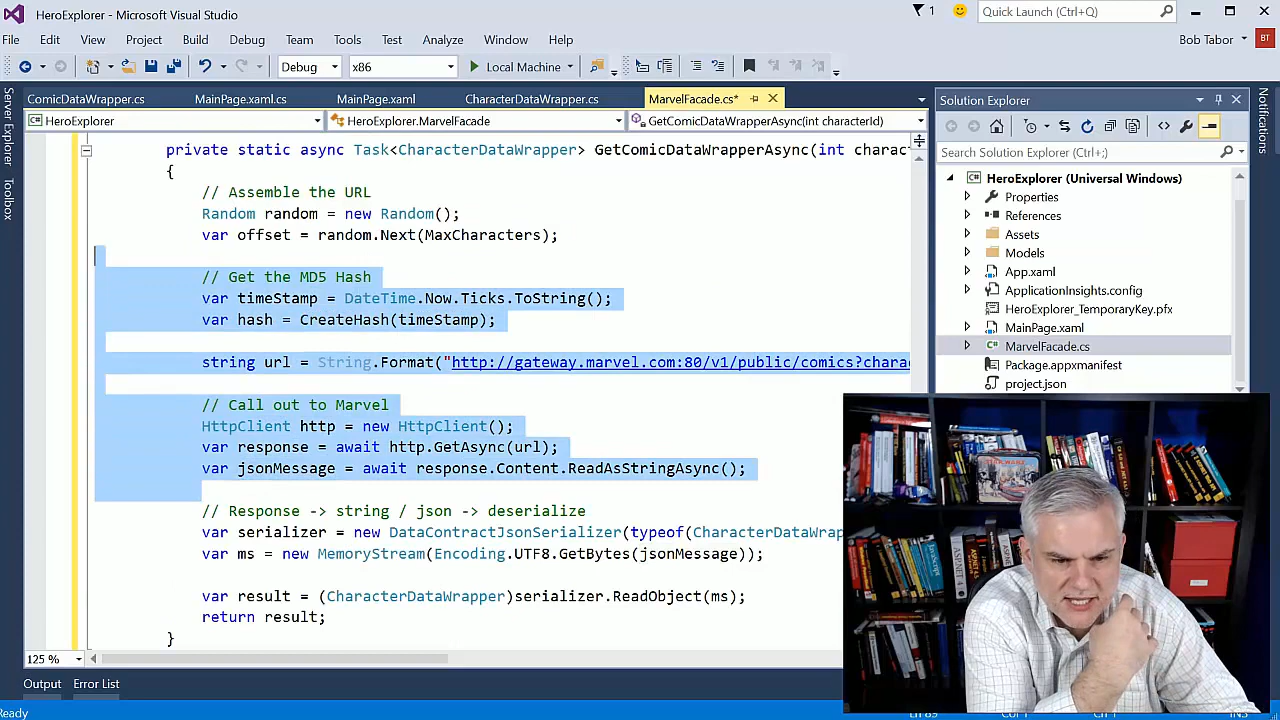 HeroExplorer - Microsoft Visual Studio
1
Quick Launch (Ctrl+Q)
File Edit View Project Build Debug Team Tools Test Analyze Window Help
Bob Tabor BT
Debug x86 Local Machine
ComicDataWrapper.cs MainPage.xaml.cs MainPage.xaml CharacterDataWrapper.cs MarvelFacade.cs*
HeroExplorer HeroExplorer.MarvelFacade GetComicDataWrapperAsync(int characterId)
private static async Task<CharacterDataWrapper> GetComicDataWrapperAsync(int charact
{
// Assemble the URL
Random random = new Random();
var offset = random.Next(MaxCharacters);
// Get the MD5 Hash
var timeStamp = DateTime.Now.Ticks.ToString();
var hash = CreateHash(timeStamp);
string url = String.Format("http://gateway.marvel.com:80/v1/public/comics?charac
// Call out to Marvel
HttpClient http = new HttpClient();
var response = await http.GetAsync(url);
var jsonMessage = await response.Content.ReadAsStringAsync();
// Response -> string / json -> deserialize
var serializer = new DataContractJsonSerializer(typeof(CharacterDataWrapp
var ms = new MemoryStream(Encoding.UTF8.GetBytes(jsonMessage));
var result = (CharacterDataWrapper)serializer.ReadObject(ms);
return result;
}
125 %
Output Error List
Ready
Server Explorer
Toolbox
Solution Explorer
Search Solution Explorer (Ctrl+;)
HeroExplorer (Universal Windows)
Properties
References
Assets
Models
App.xaml
ApplicationInsights.config
HeroExplorer_TemporaryKey.pfx
MainPage.xaml
MarvelFacade.cs
Package.appxmanifest
project.json
Notifications